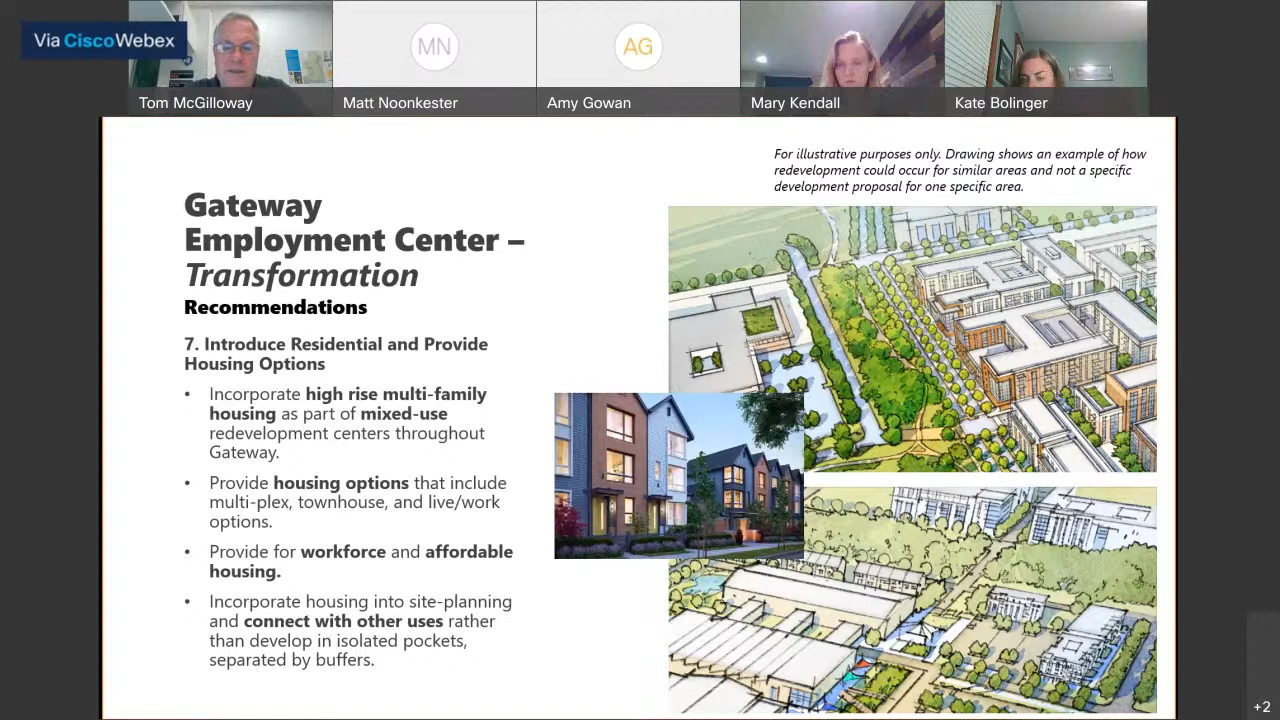 Via CiscoWebex
MN
AG
Tom McGilloway
Matt Noonkester
Amy Gowan
Mary Kendall
Kate Bolinger
For illustrative purposes only. Drawing shows an example of how
redevelopment could occur for similar areas and not a specific
development proposal for one specific area.
Gateway
Employment Center –
Transformation
Recommendations
7. Introduce Residential and Provide
Housing Options
• Incorporate high rise multi-family
housing as part of mixed-use
redevelopment centers throughout
Gateway.
• Provide housing options that include
multi-plex, townhouse, and live/work
options.
• Provide for workforce and affordable
housing.
• Incorporate housing into site-planning
and connect with other uses rather
than develop in isolated pockets,
separated by buffers.
+2